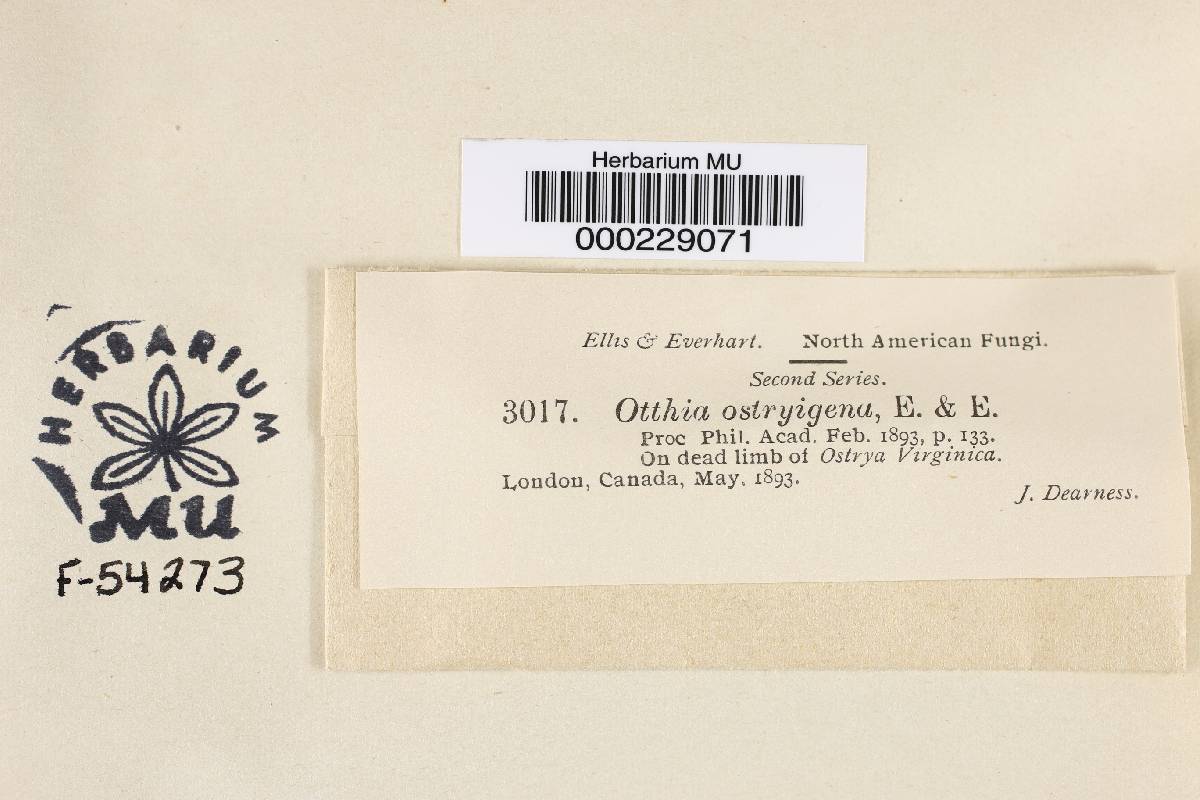 Herbarium MU
000229071
Ellis & Everhart. North American Fungi.
Second Series.
3017. Otthia ostryigena, E. & E.
Proc Phil. Acad. Feb. 1893, p. 133.
On dead limb of Ostrya Virginica.
London, Canada, May, 1893.
J. Dearness.
HERBARIUM
MU
F-54273